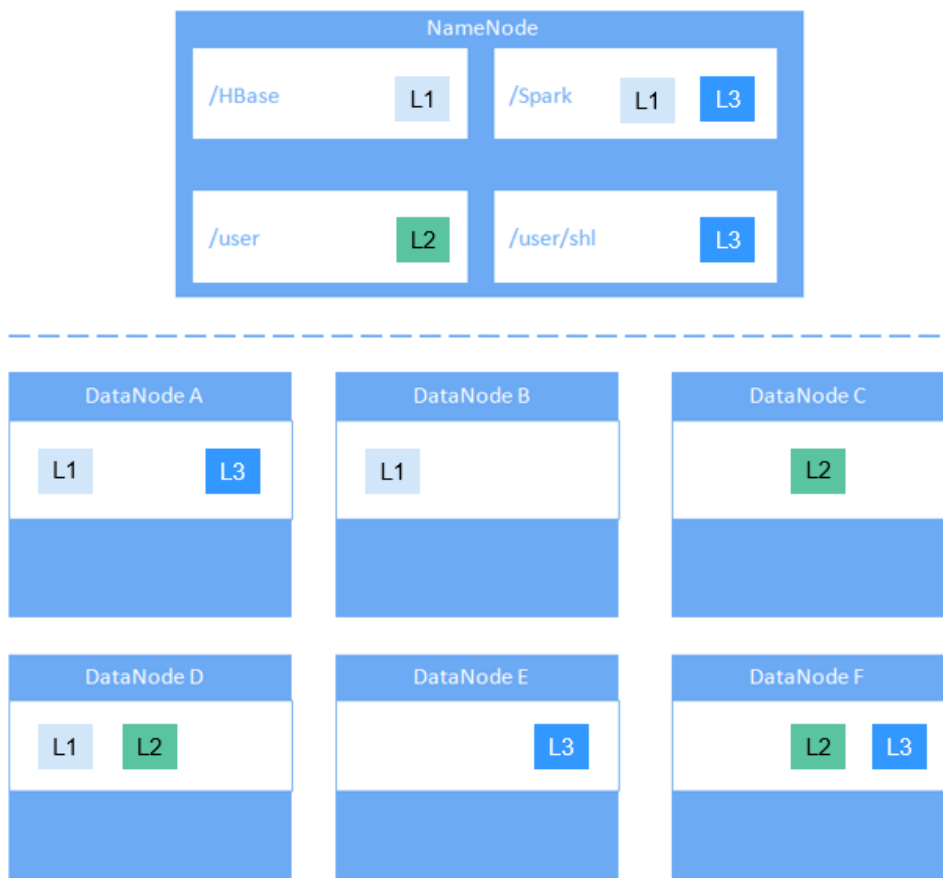 NameNode
/HBase L1
/Spark L1 L3
/user L2
/user/shl L3
DataNode A
L1 L3
DataNode B
L1
DataNode C
L2
DataNode D
L1 L2
DataNode E
L3
DataNode F
L2 L3